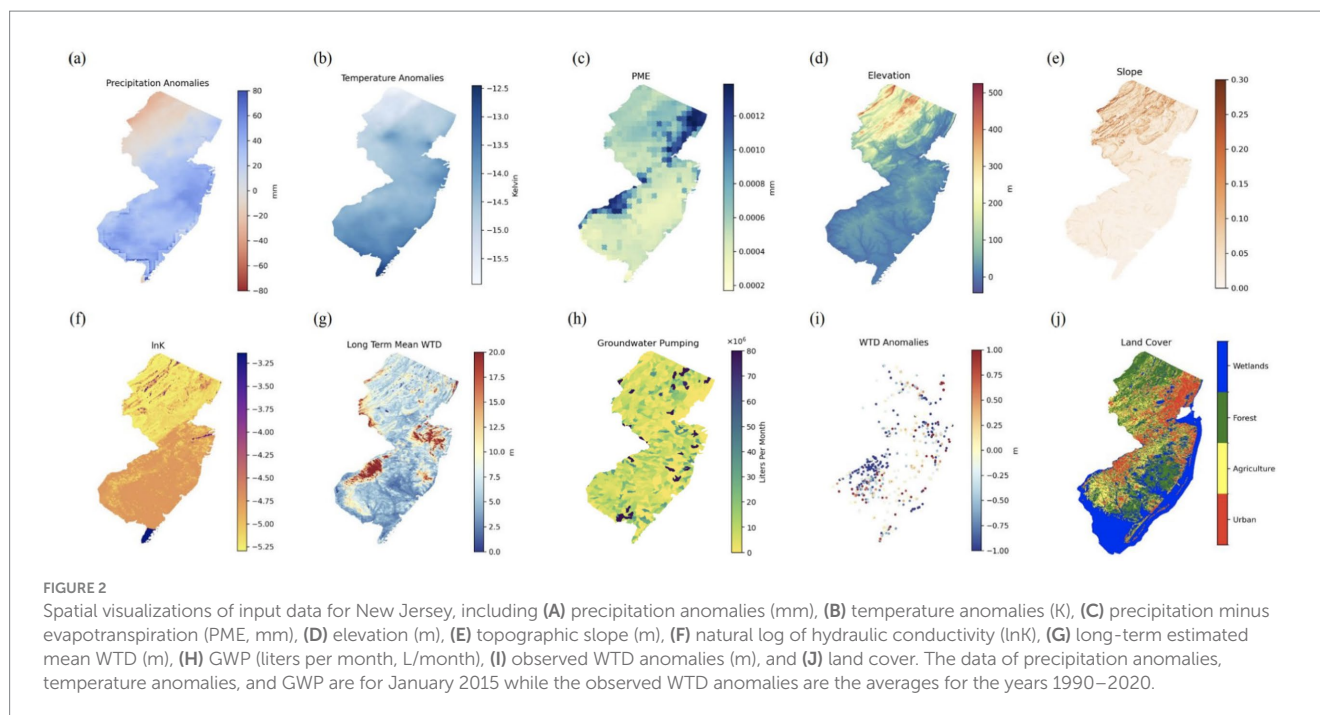 (a)
Precipitation Anomalies
80
60
40
20
0
−20
−40
−60
−80
mm
(b)
Temperature Anomalies
−12.5
−13.0
−13.5
−14.0
−14.5
−15.0
−15.5
Kelvin
(c)
PME
0.0012
0.0010
0.0008
0.0006
0.0004
0.0002
mm
(d)
Elevation
500
400
300
200
100
0
m
(e)
Slope
0.30
0.25
0.20
0.15
0.10
0.05
0.00
(f)
lnK
−3.25
−3.50
−3.75
−4.00
−4.25
−4.50
−4.75
−5.00
−5.25
(g)
Long Term Mean WTD
20.0
17.5
15.0
12.5
10.0
7.5
5.0
2.5
0.0
m
(h)
Groundwater Pumping
×10⁶
80
70
60
50
40
30
20
10
0
Liters Per Month
(i)
WTD Anomalies
1.00
0.75
0.50
0.25
0.00
−0.25
−0.50
−0.75
−1.00
m
(j)
Land Cover
Wetlands
Forest
Agriculture
Urban
FIGURE 2
Spatial visualizations of input data for New Jersey, including (A) precipitation anomalies (mm), (B) temperature anomalies (K), (C) precipitation minus
evapotranspiration (PME, mm), (D) elevation (m), (E) topographic slope (m), (F) natural log of hydraulic conductivity (lnK), (G) long-term estimated
mean WTD (m), (H) GWP (liters per month, L/month), (I) observed WTD anomalies (m), and (J) land cover. The data of precipitation anomalies,
temperature anomalies, and GWP are for January 2015 while the observed WTD anomalies are the averages for the years 1990–2020.